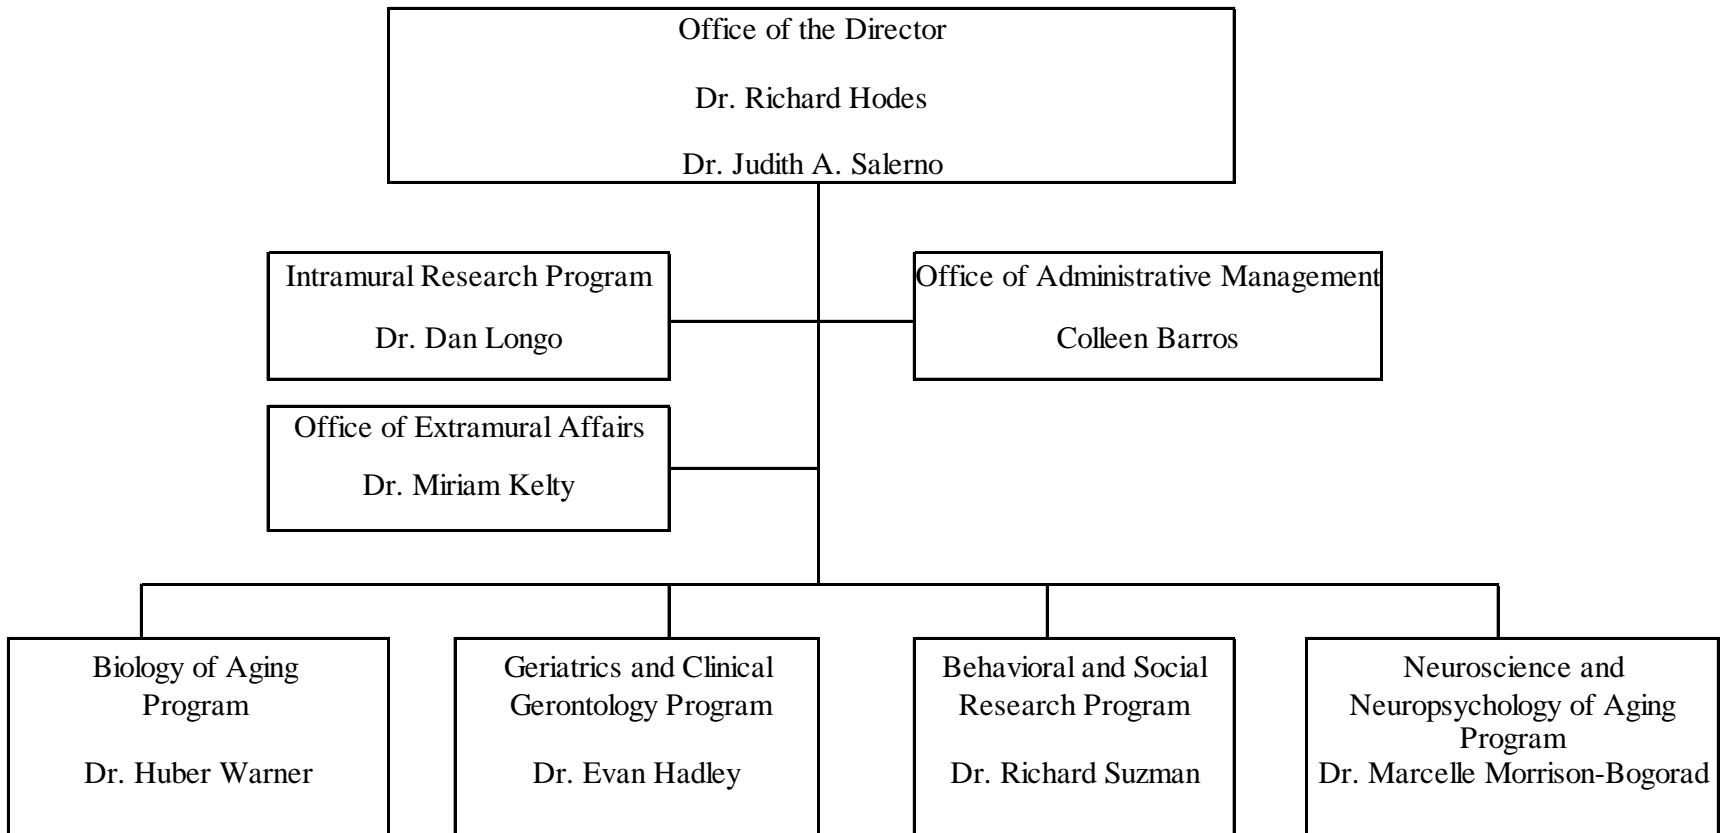 Office of the Director
Dr. Richard Hodes
Dr. Judith A. Salerno
Intramural Research Program
Dr. Dan Longo
Office of Administrative Management
Colleen Barros
Office of Extramural Affairs
Dr. Miriam Kelty
Biology of Aging
Program
Dr. Huber Warner
Geriatrics and Clinical
Gerontology Program
Dr. Evan Hadley
Behavioral and Social
Research Program
Dr. Richard Suzman
Neuroscience and
Neuropsychology of Aging
Program
Dr. Marcelle Morrison-Bogorad